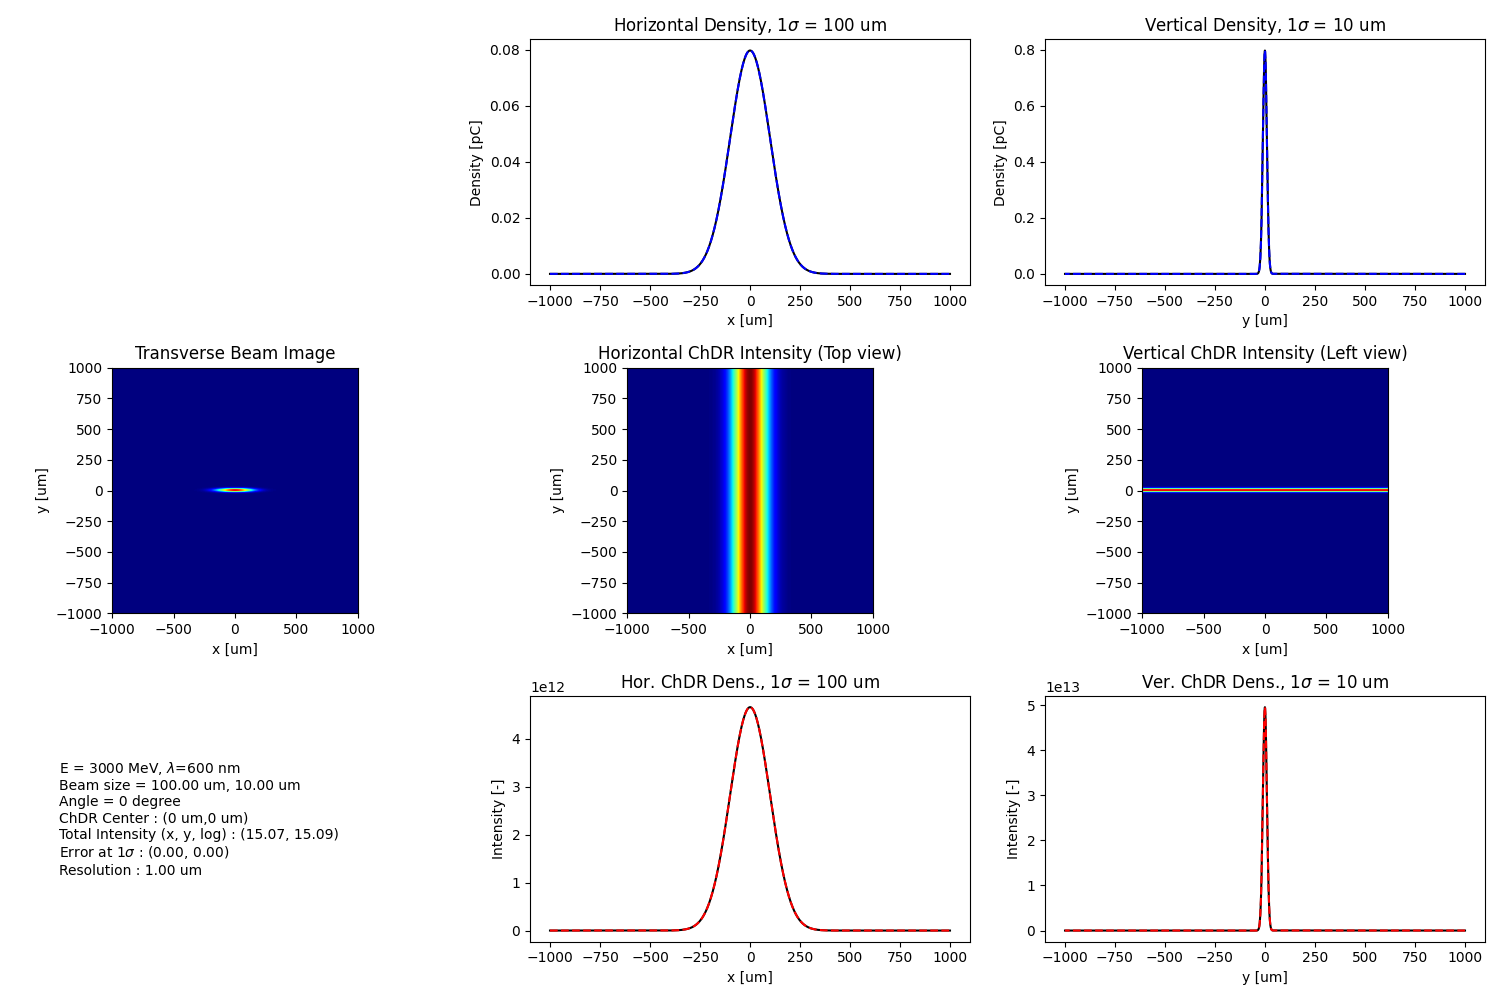 Horizontal Density, 1σ = 100 um
Density [pC]
0.08
0.06
0.04
0.02
0.00
−1000 −750 −500 −250 0 250 500 750 1000
x [um]
Vertical Density, 1σ = 10 um
Density [pC]
0.8
0.6
0.4
0.2
0.0
−1000 −750 −500 −250 0 250 500 750 1000
y [um]
Transverse Beam Image
y [um]
1000
750
500
250
0
−250
−500
−750
−1000
−1000 −500 0 500 1000
x [um]
Horizontal ChDR Intensity (Top view)
y [um]
1000
750
500
250
0
−250
−500
−750
−1000
−1000 −500 0 500 1000
x [um]
Vertical ChDR Intensity (Left view)
y [um]
1000
750
500
250
0
−250
−500
−750
−1000
−1000 −500 0 500 1000
x [um]
E = 3000 MeV, λ=600 nm
Beam size = 100.00 um, 10.00 um
Angle = 0 degree
ChDR Center : (0 um,0 um)
Total Intensity (x, y, log) : (15.07, 15.09)
Error at 1σ : (0.00, 0.00)
Resolution : 1.00 um
Hor. ChDR Dens., 1σ = 100 um
1e12
Intensity [-]
4
3
2
1
0
−1000 −750 −500 −250 0 250 500 750 1000
x [um]
Ver. ChDR Dens., 1σ = 10 um
1e13
Intensity [-]
5
4
3
2
1
0
−1000 −750 −500 −250 0 250 500 750 1000
y [um]